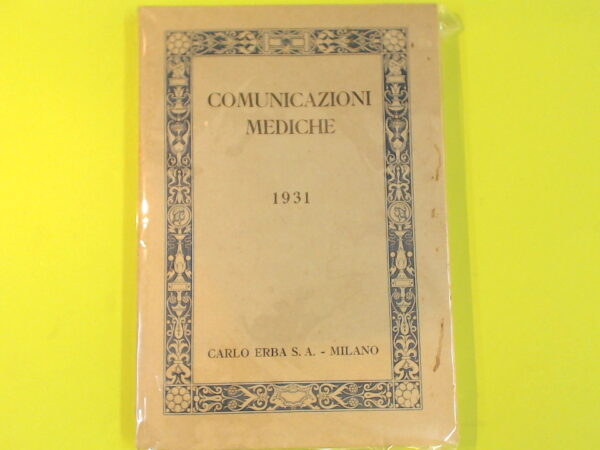 COMUNICAZIONI
MEDICHE
1931
CARLO ERBA S. A. - MILANO